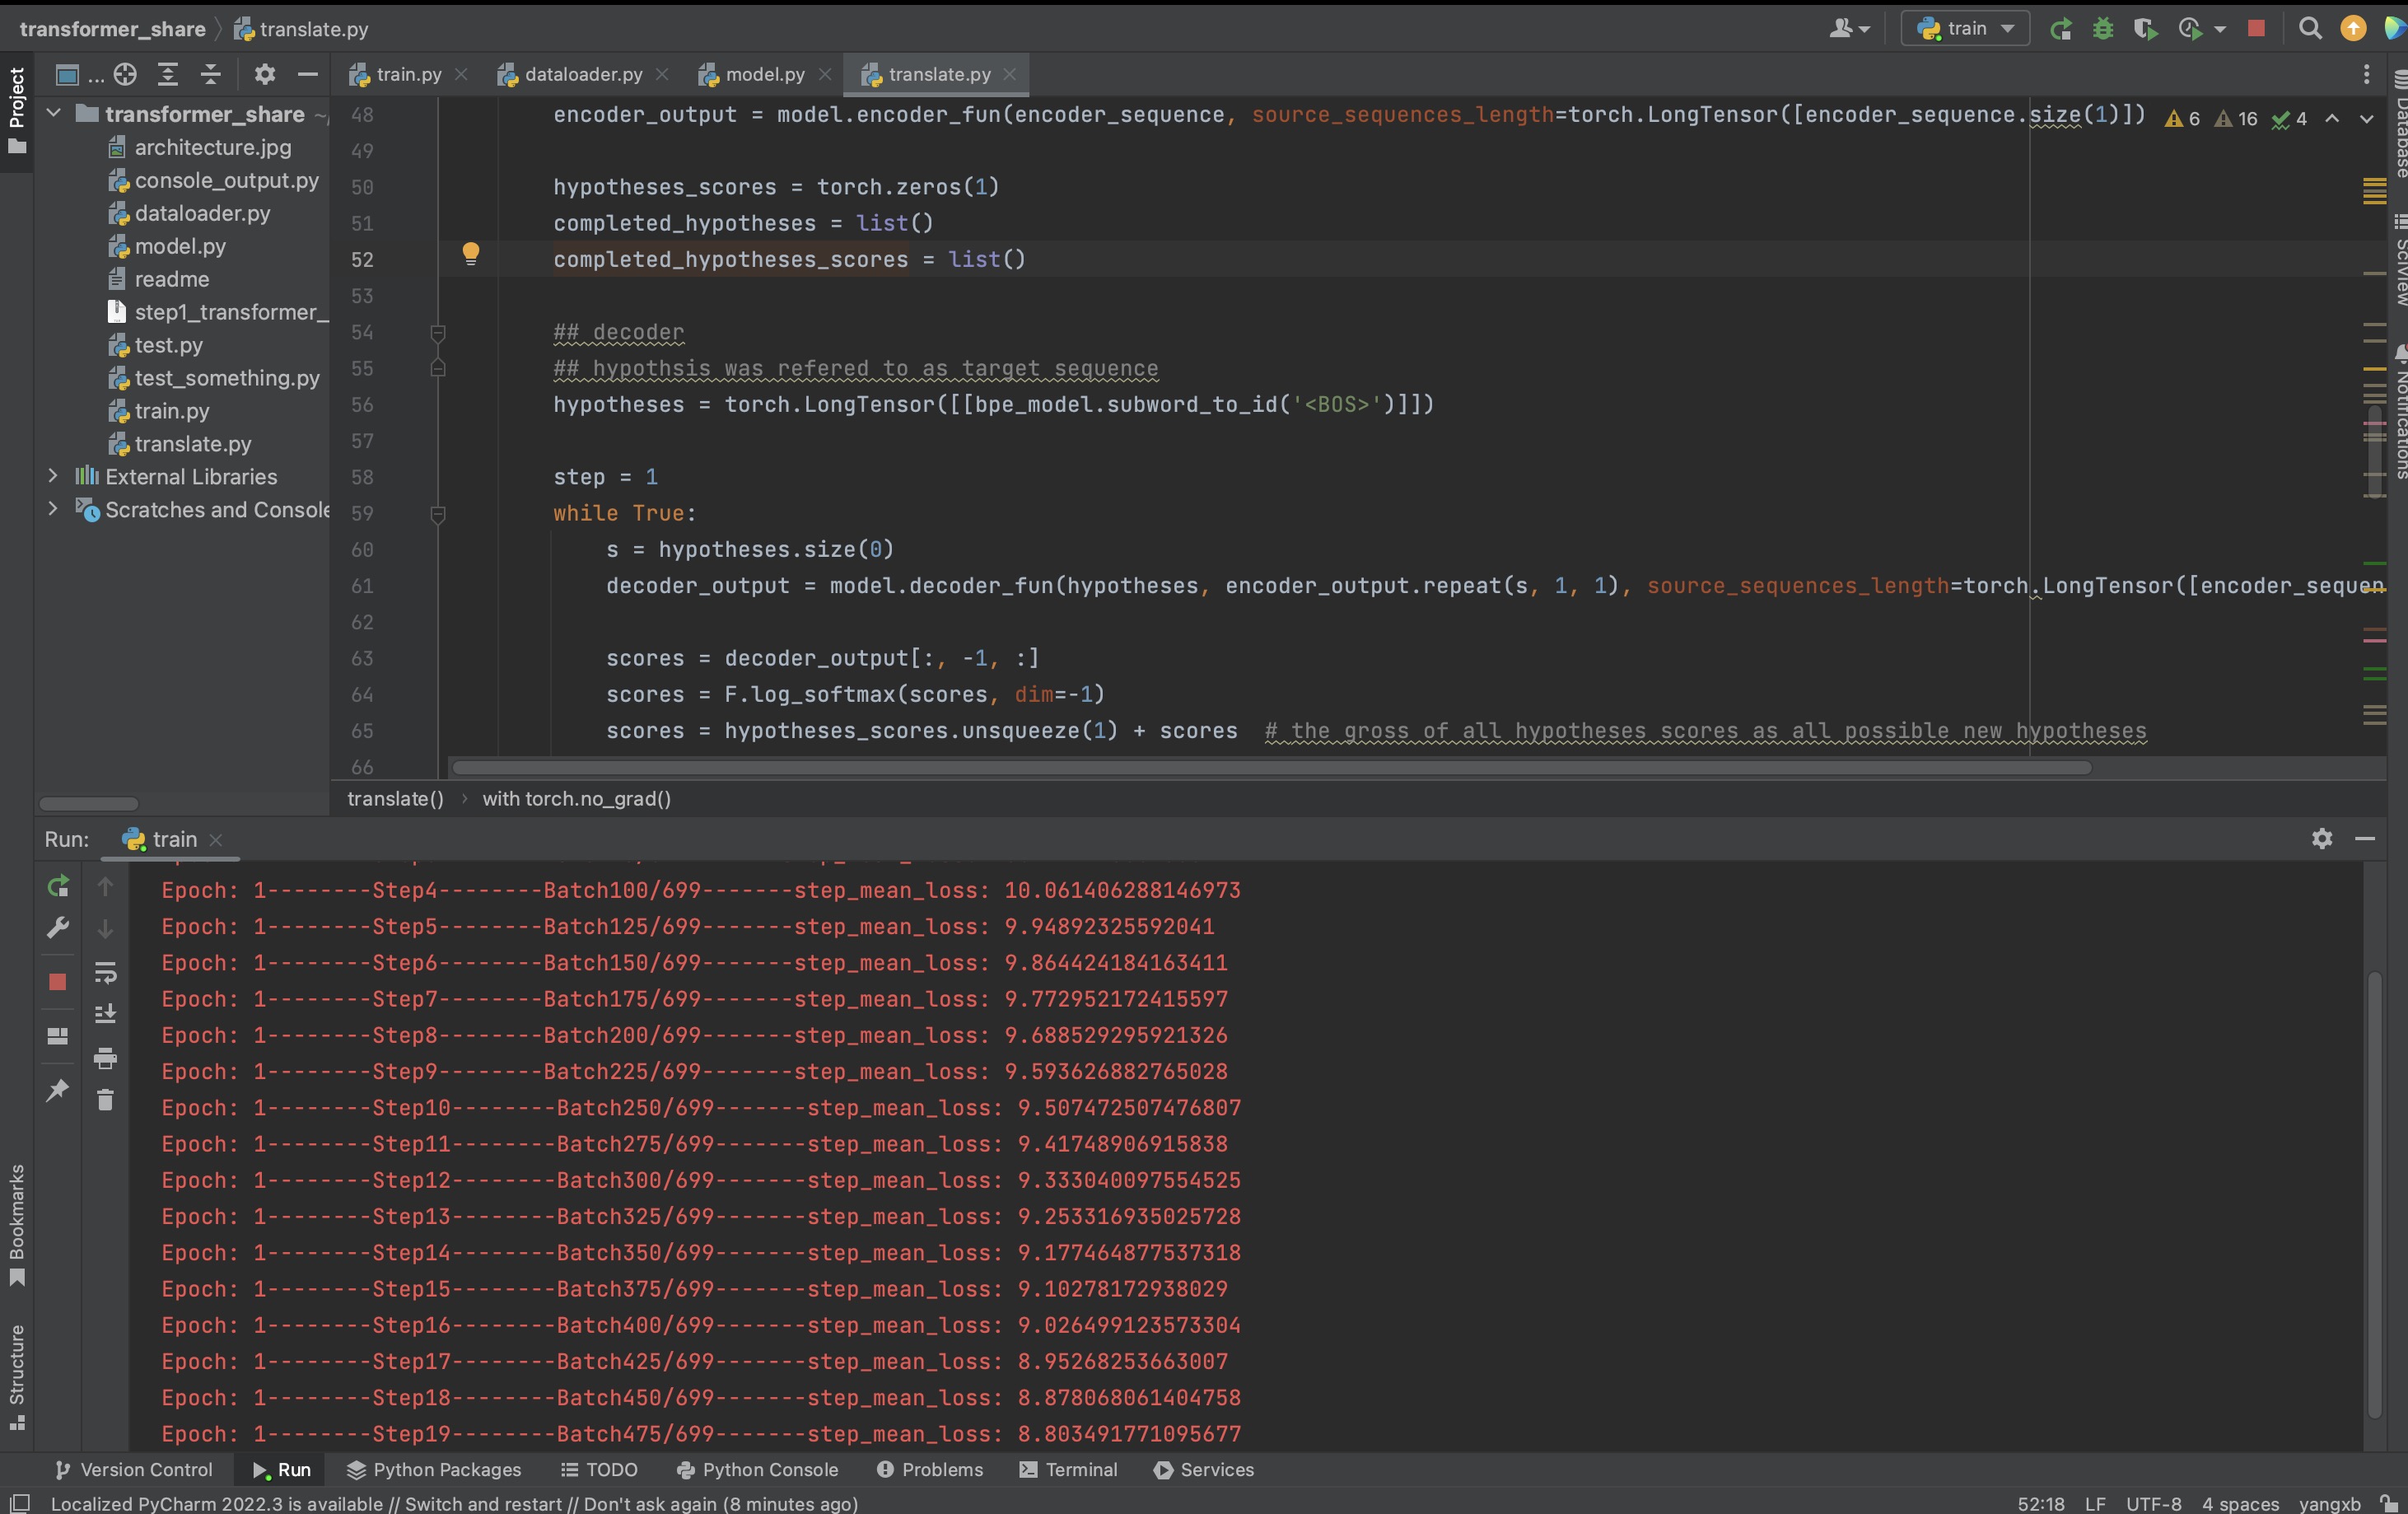 transformer_share
translate.py
train
Project
...
train.py
dataloader.py
model.py
translate.py
transformer_share ~/
architecture.jpg
console_output.py
dataloader.py
model.py
readme
step1_transformer_
test.py
test_something.py
train.py
translate.py
External Libraries
Scratches and Console
48 encoder_output = model.encoder_fun(encoder_sequence, source_sequences_length=torch.LongTensor([encoder_sequence.size(1)])
6 16 4
49
50 hypotheses_scores = torch.zeros(1)
51 completed_hypotheses = list()
52 completed_hypotheses_scores = list()
53
54 ## decoder
55 ## hypothsis was refered to as target sequence
56 hypotheses = torch.LongTensor([[bpe_model.subword_to_id('<BOS>')]])
57
58 step = 1
59 while True:
60 s = hypotheses.size(0)
61 decoder_output = model.decoder_fun(hypotheses, encoder_output.repeat(s, 1, 1), source_sequences_length=torch.LongTensor([encoder_sequen
62
63 scores = decoder_output[:, -1, :]
64 scores = F.log_softmax(scores, dim=-1)
65 scores = hypotheses_scores.unsqueeze(1) + scores # the gross of all hypotheses scores as all possible new hypotheses
66
translate() › with torch.no_grad()
Database
SciView
Notifications
Run: train
Epoch: 1--------Step4--------Batch100/699-------step_mean_loss: 10.061406288146973
Epoch: 1--------Step5--------Batch125/699-------step_mean_loss: 9.94892325592041
Epoch: 1--------Step6--------Batch150/699-------step_mean_loss: 9.864424184163411
Epoch: 1--------Step7--------Batch175/699-------step_mean_loss: 9.772952172415597
Epoch: 1--------Step8--------Batch200/699-------step_mean_loss: 9.688529295921326
Epoch: 1--------Step9--------Batch225/699-------step_mean_loss: 9.593626882765028
Epoch: 1--------Step10--------Batch250/699-------step_mean_loss: 9.507472507476807
Epoch: 1--------Step11--------Batch275/699-------step_mean_loss: 9.41748906915838
Epoch: 1--------Step12--------Batch300/699-------step_mean_loss: 9.333040097554525
Epoch: 1--------Step13--------Batch325/699-------step_mean_loss: 9.253316935025728
Epoch: 1--------Step14--------Batch350/699-------step_mean_loss: 9.177464877537318
Epoch: 1--------Step15--------Batch375/699-------step_mean_loss: 9.10278172938029
Epoch: 1--------Step16--------Batch400/699-------step_mean_loss: 9.026499123573304
Epoch: 1--------Step17--------Batch425/699-------step_mean_loss: 8.95268253663007
Epoch: 1--------Step18--------Batch450/699-------step_mean_loss: 8.878068061404758
Epoch: 1--------Step19--------Batch475/699-------step_mean_loss: 8.803491771095677
Bookmarks
Structure
Version Control
Run
Python Packages
TODO
Python Console
Problems
Terminal
Services
Localized PyCharm 2022.3 is available // Switch and restart // Don't ask again (8 minutes ago)
52:18 LF UTF-8 4 spaces yangxb